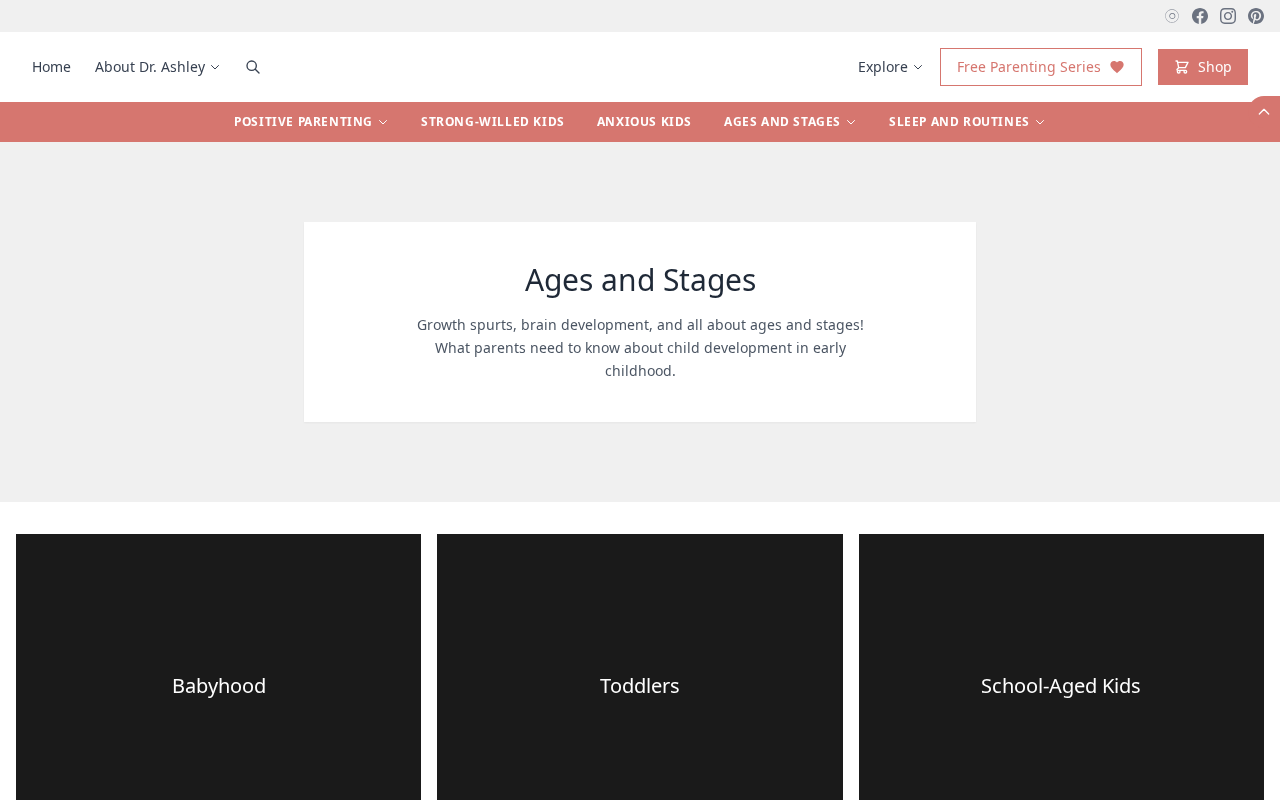 Home
About Dr. Ashley
Explore
Free Parenting Series
Shop
POSITIVE PARENTING
STRONG-WILLED KIDS
ANXIOUS KIDS
AGES AND STAGES
SLEEP AND ROUTINES
Ages and Stages
Growth spurts, brain development, and all about ages and stages!
What parents need to know about child development in early
childhood.
Babyhood
Toddlers
School-Aged Kids